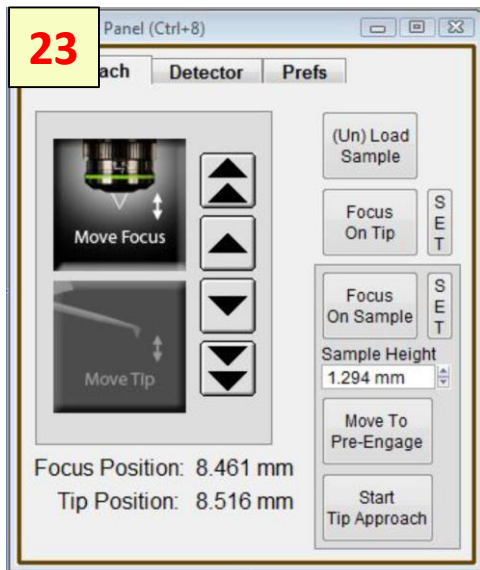 23
Panel (Ctrl+8)
ach Detector Prefs
Move Focus
Move Tip
Focus Position: 8.461 mm
Tip Position: 8.516 mm
(Un) Load
Sample
Focus
On Tip
SET
Focus
On Sample
SET
Sample Height
1.294 mm
Move To
Pre-Engage
Start
Tip Approach